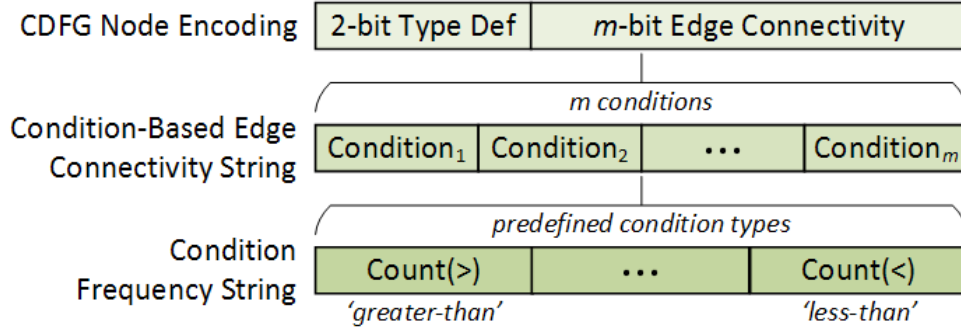 CDFG Node Encoding 2-bit Type Def m-bit Edge Connectivity
m conditions
Condition-Based Edge
Connectivity String
Condition1 Condition2 ••• Conditionm
predefined condition types
Condition
Frequency String
Count(>) ••• Count(<)
'greater-than' 'less-than'